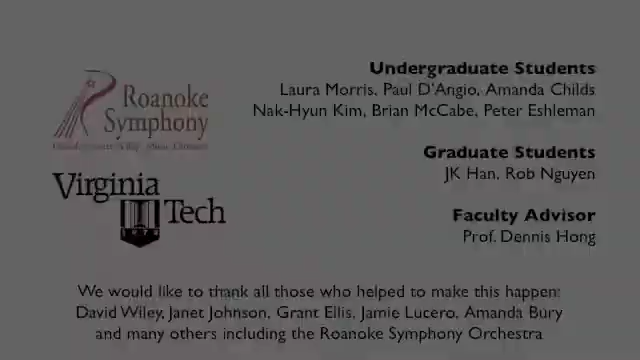 Roanoke
Symphony
Virginia
Tech
1872
Undergraduate Students
Laura Morris, Paul D'Angio, Amanda Childs
Nak-Hyun Kim, Brian McCabe, Peter Eshleman
Graduate Students
JK Han, Rob Nguyen
Faculty Advisor
Prof. Dennis Hong
We would like to thank all those who helped to make this happen:
David Wiley, Janet Johnson, Grant Ellis, Jamie Lucero, Amanda Bury
and many others including the Roanoke Symphony Orchestra